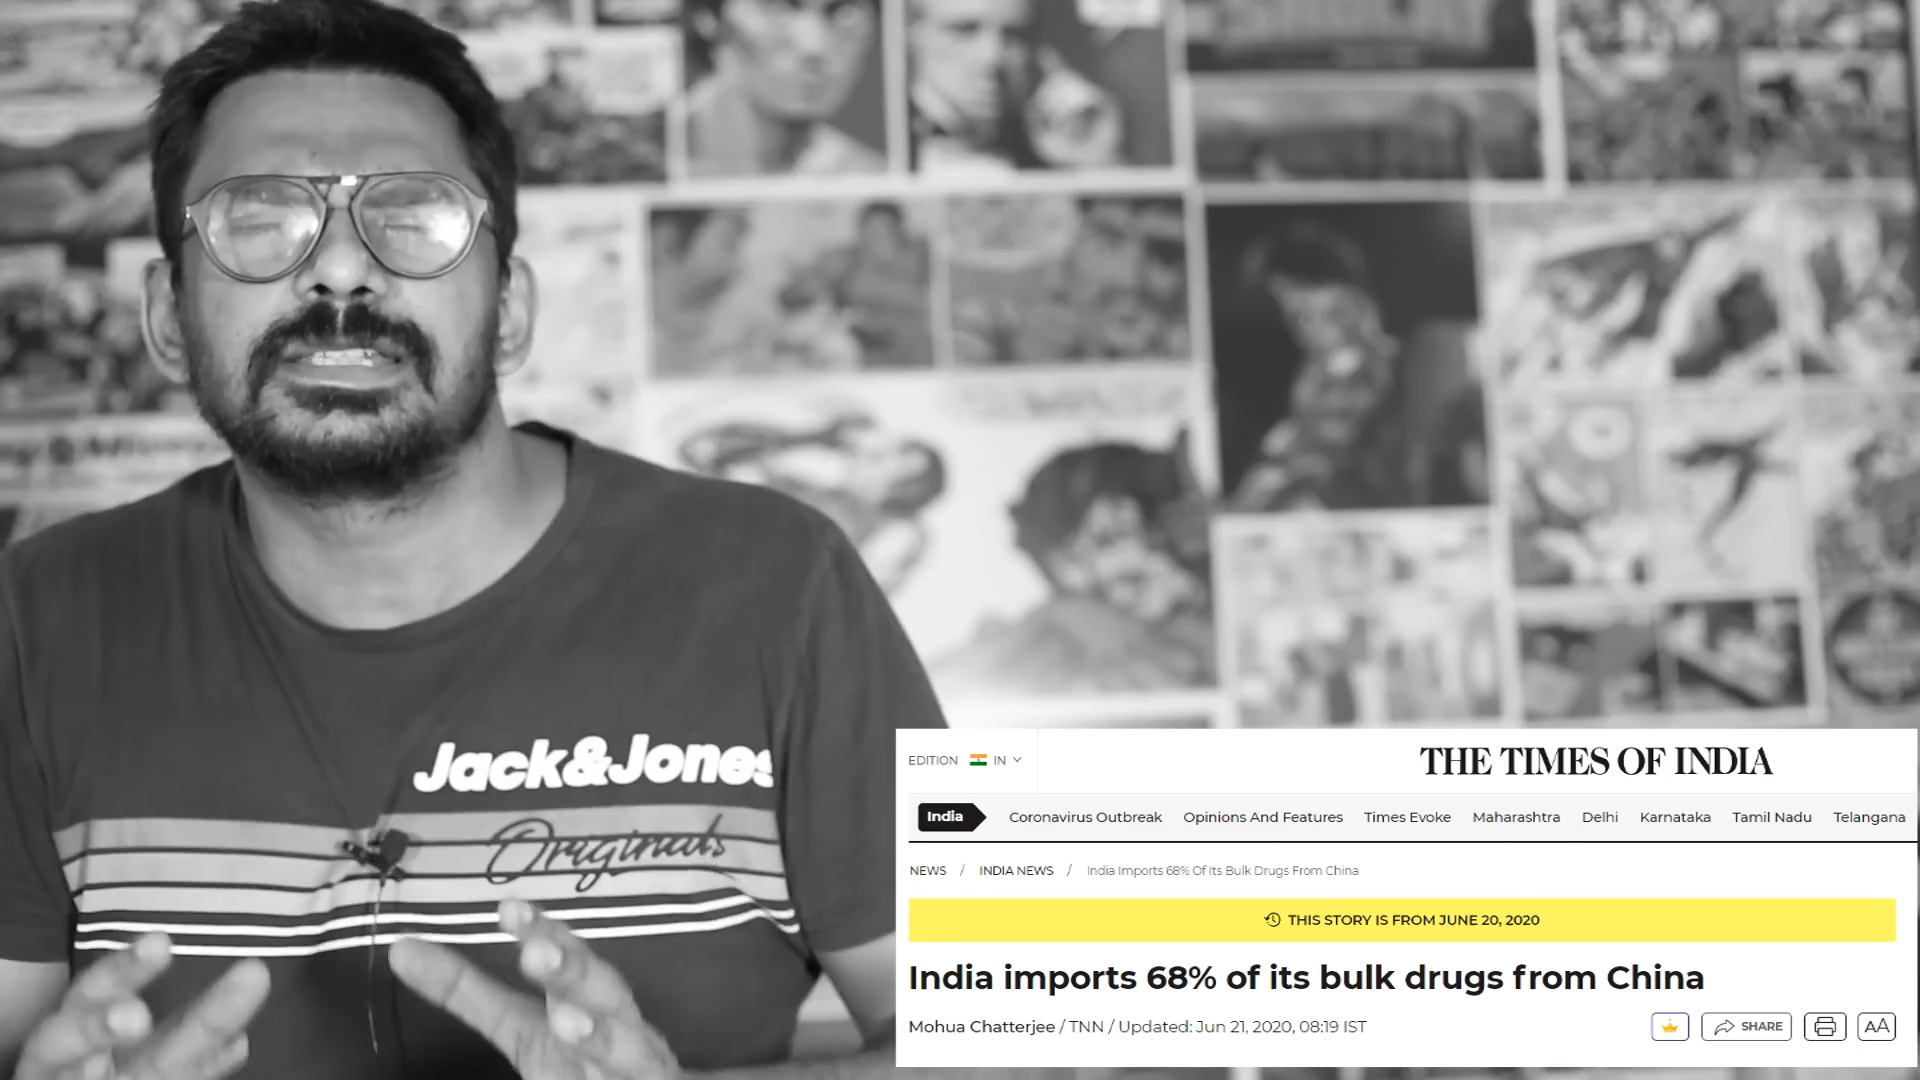 Jack&Jones
Originals
EDITION IN
THE TIMES OF INDIA
India Coronavirus Outbreak Opinions And Features Times Evoke Maharashtra Delhi Karnataka Tamil Nadu Telangana
NEWS / INDIA NEWS / India Imports 68% Of Its Bulk Drugs From China
THIS STORY IS FROM JUNE 20, 2020
India imports 68% of its bulk drugs from China
Mohua Chatterjee / TNN / Updated: Jun 21, 2020, 08:19 IST
SHARE AA